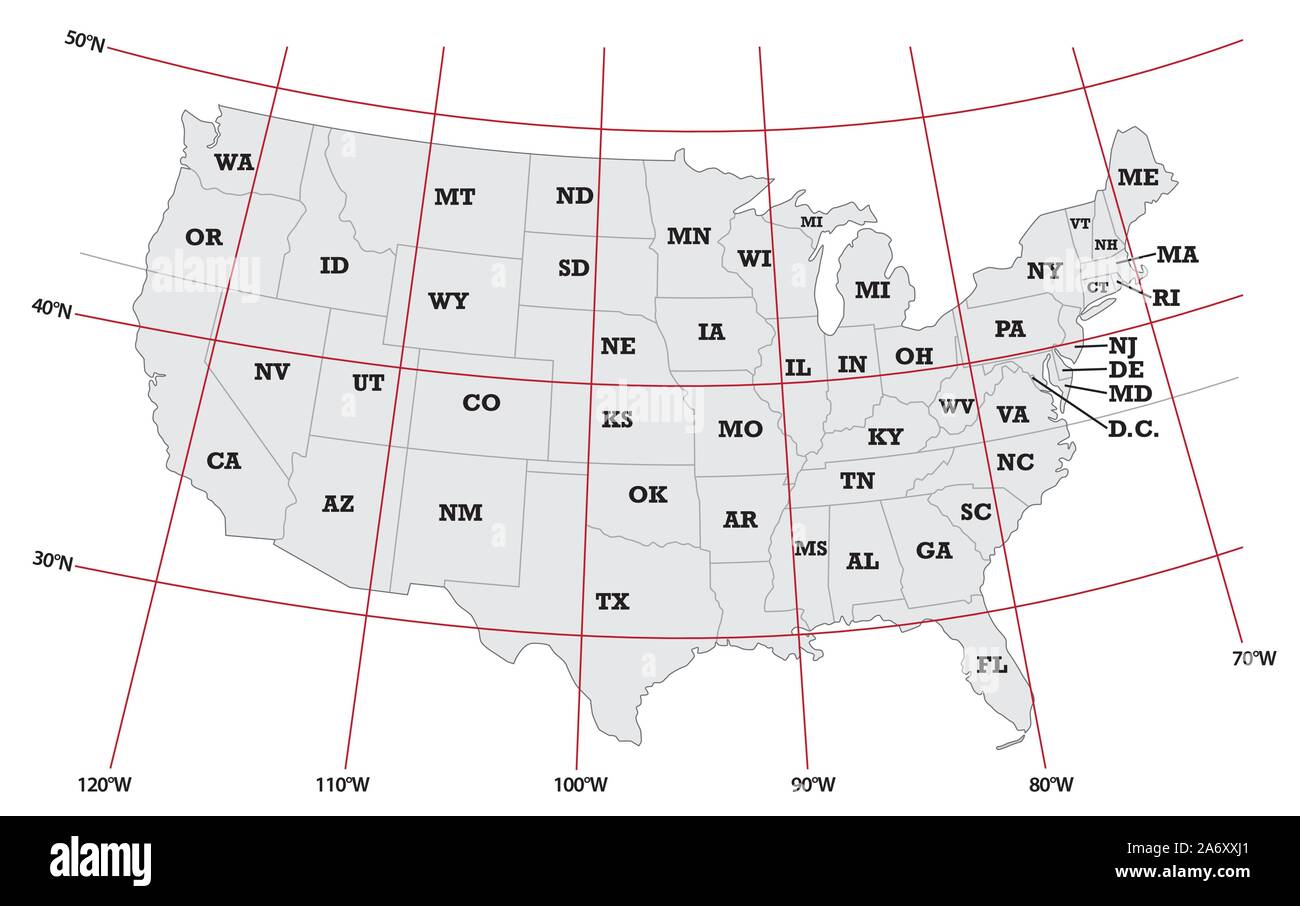 50°N
WA
MT
ND
MN
MI
VT
ME
OR
ID
SD
WI
NH
MA
WY
MI
NY
CT
RI
40°N
NE
IA
PA
NJ
NV
UT
CO
KS
IL
IN
OH
DE
MD
CA
MO
KY
WV
VA
D.C.
AZ
NM
OK
AR
TN
NC
SC
30°N
TX
MS
AL
GA
FL
70°W
120°W
110°W
100°W
90°W
80°W
alamy
alamy
alamy
alamy
a
a
a
a
a
a
a
alamy
Image ID: 2A6XXJ1
www.alamy.com